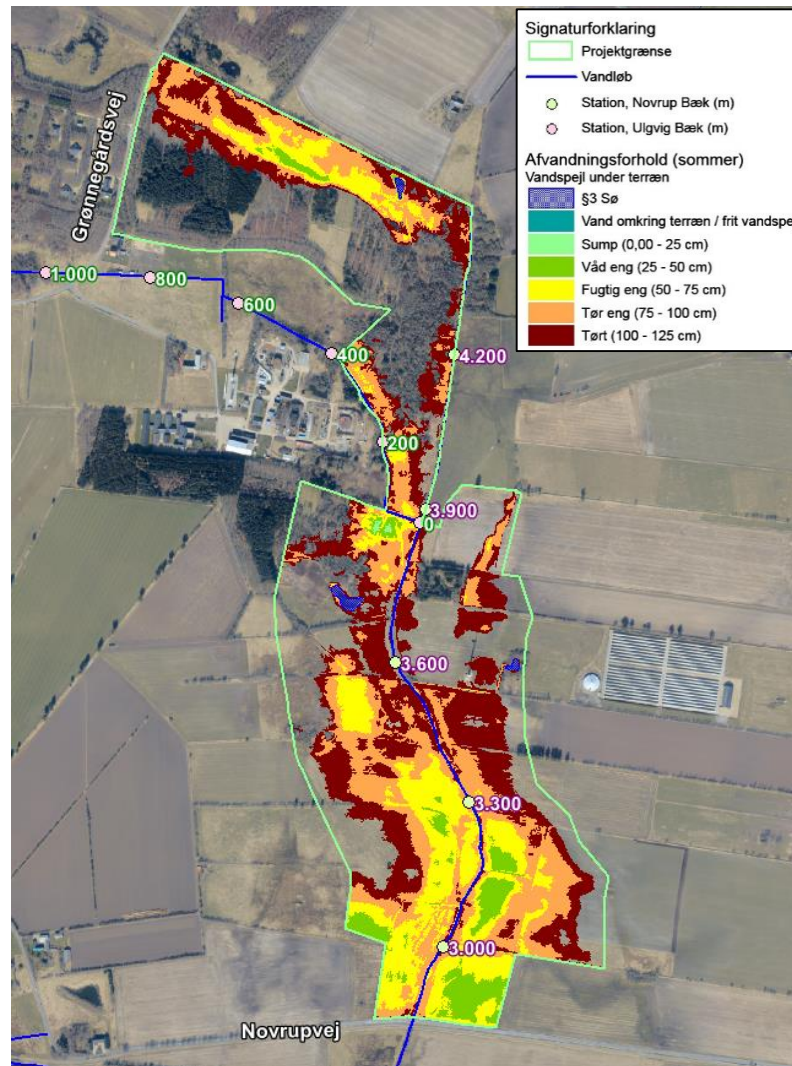 Signaturforklaring
Projektgrænse
Vandløb
Station, Novrup Bæk (m)
Station, Ulgvig Bæk (m)
Afvandningsforhold (sommer)
Vandspejl under terræn
§3 Sø
Vand omkring terræn / frit vandspe
Sump (0,00 - 25 cm)
Våd eng (25 - 50 cm)
Fugtig eng (50 - 75 cm)
Tør eng (75 - 100 cm)
Tørt (100 - 125 cm)
Grønnegårdsvej
1.000
800
600
400
4.200
200
3.900
0
3.600
3.300
3.000
Novrupvej